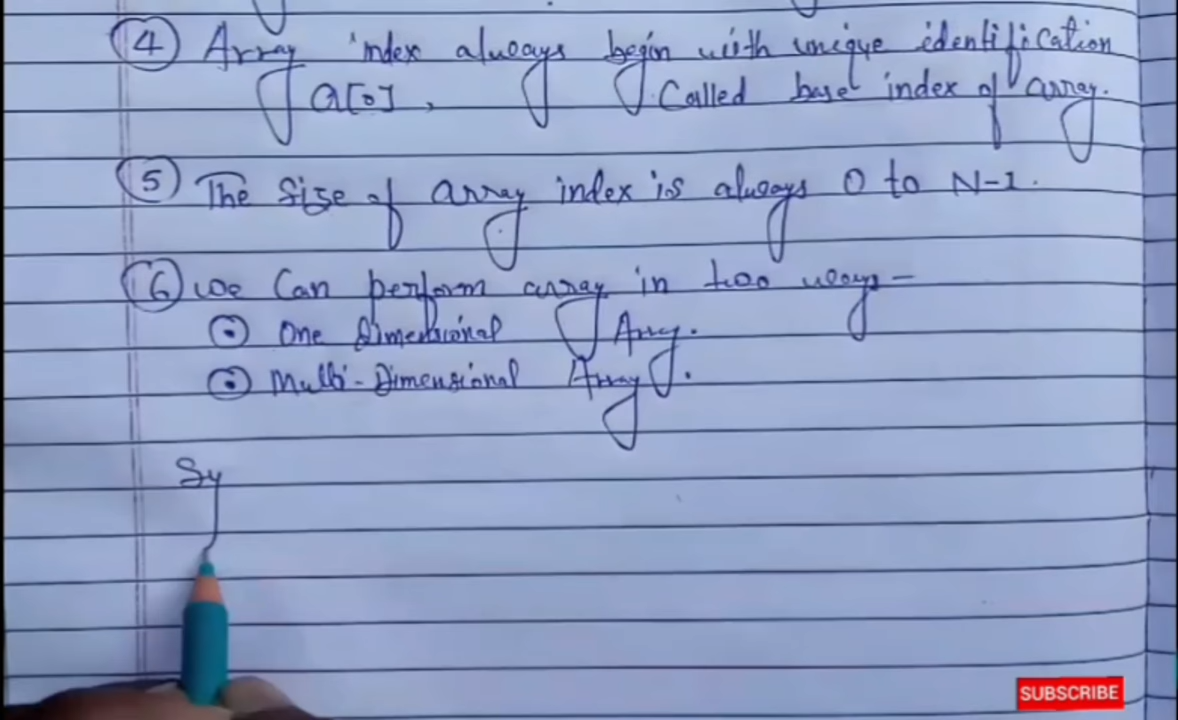 ④ Array index always begin with unique identification
a[0], Called base index of array.
⑤ The size of array index is always 0 to N-1.
⑥ we Can perform array in two ways-
⊙ One Dimensional Array.
⊙ Multi-Dimensional Array.
Sy
SUBSCRIBE